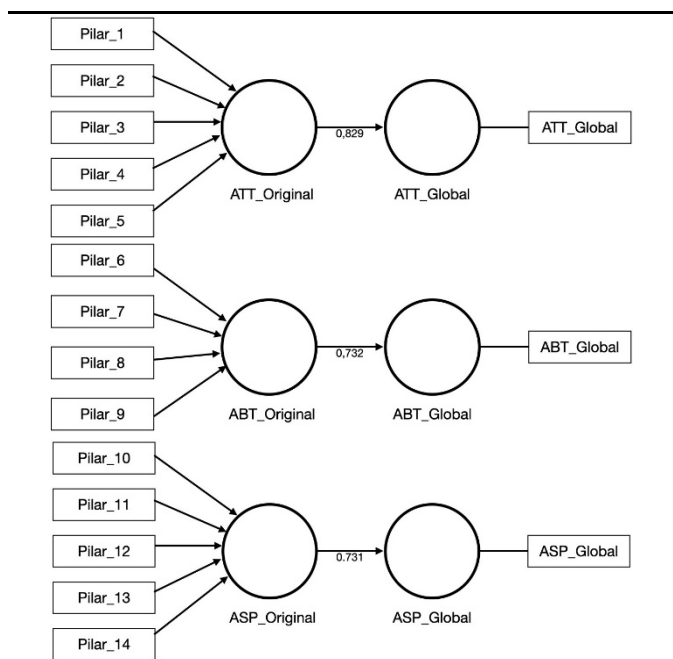 Pilar_1
Pilar_2
Pilar_3
Pilar_4
Pilar_5
0,829
ATT_Original
ATT_Global
ATT_Global
Pilar_6
Pilar_7
Pilar_8
Pilar_9
0,732
ABT_Original
ABT_Global
ABT_Global
Pilar_10
Pilar_11
Pilar_12
Pilar_13
Pilar_14
0.731
ASP_Original
ASP_Global
ASP_Global